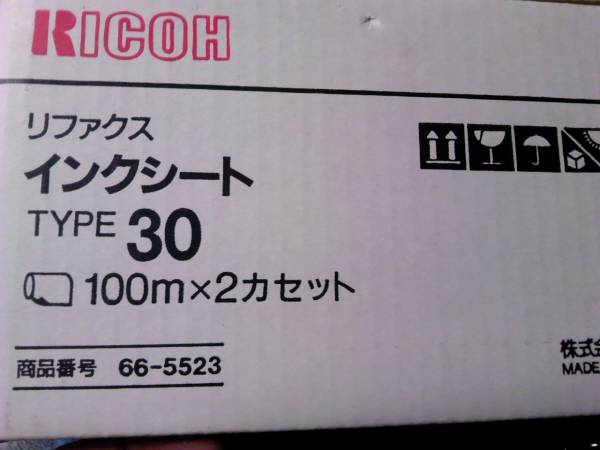 RICOH
リファクス
インクシート
TYPE 30
100m×2カセット
商品番号 66-5523
株式
MADE